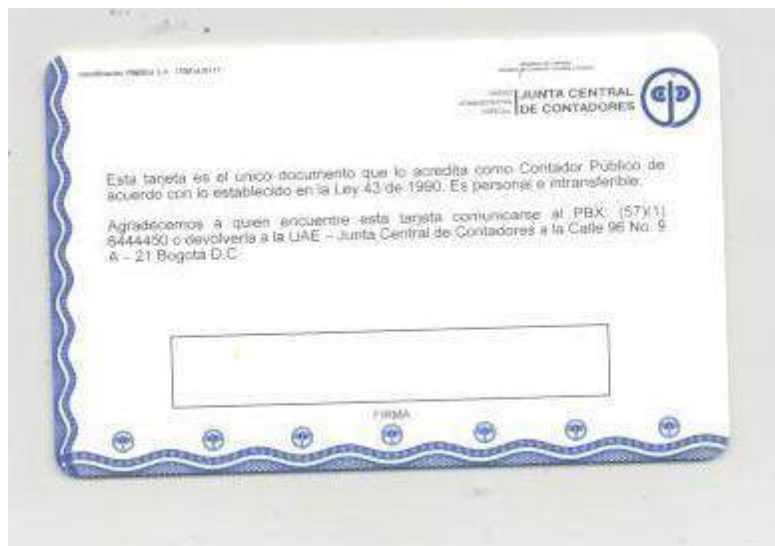 JUNTA CENTRAL
DE CONTADORES
Esta tarjeta es el único documento que lo acredita como Contador Público de
acuerdo con lo establecido en la Ley 43 de 1990. Es personal e intransferible.
Agradecemos a quien encuentre esta tarjeta comunicarse al PBX: (57)(1)
6444450 o devolverla a la UAE – Junta Central de Contadores a la Calle 96 No. 9
A – 21 Bogotá D.C
FIRMA